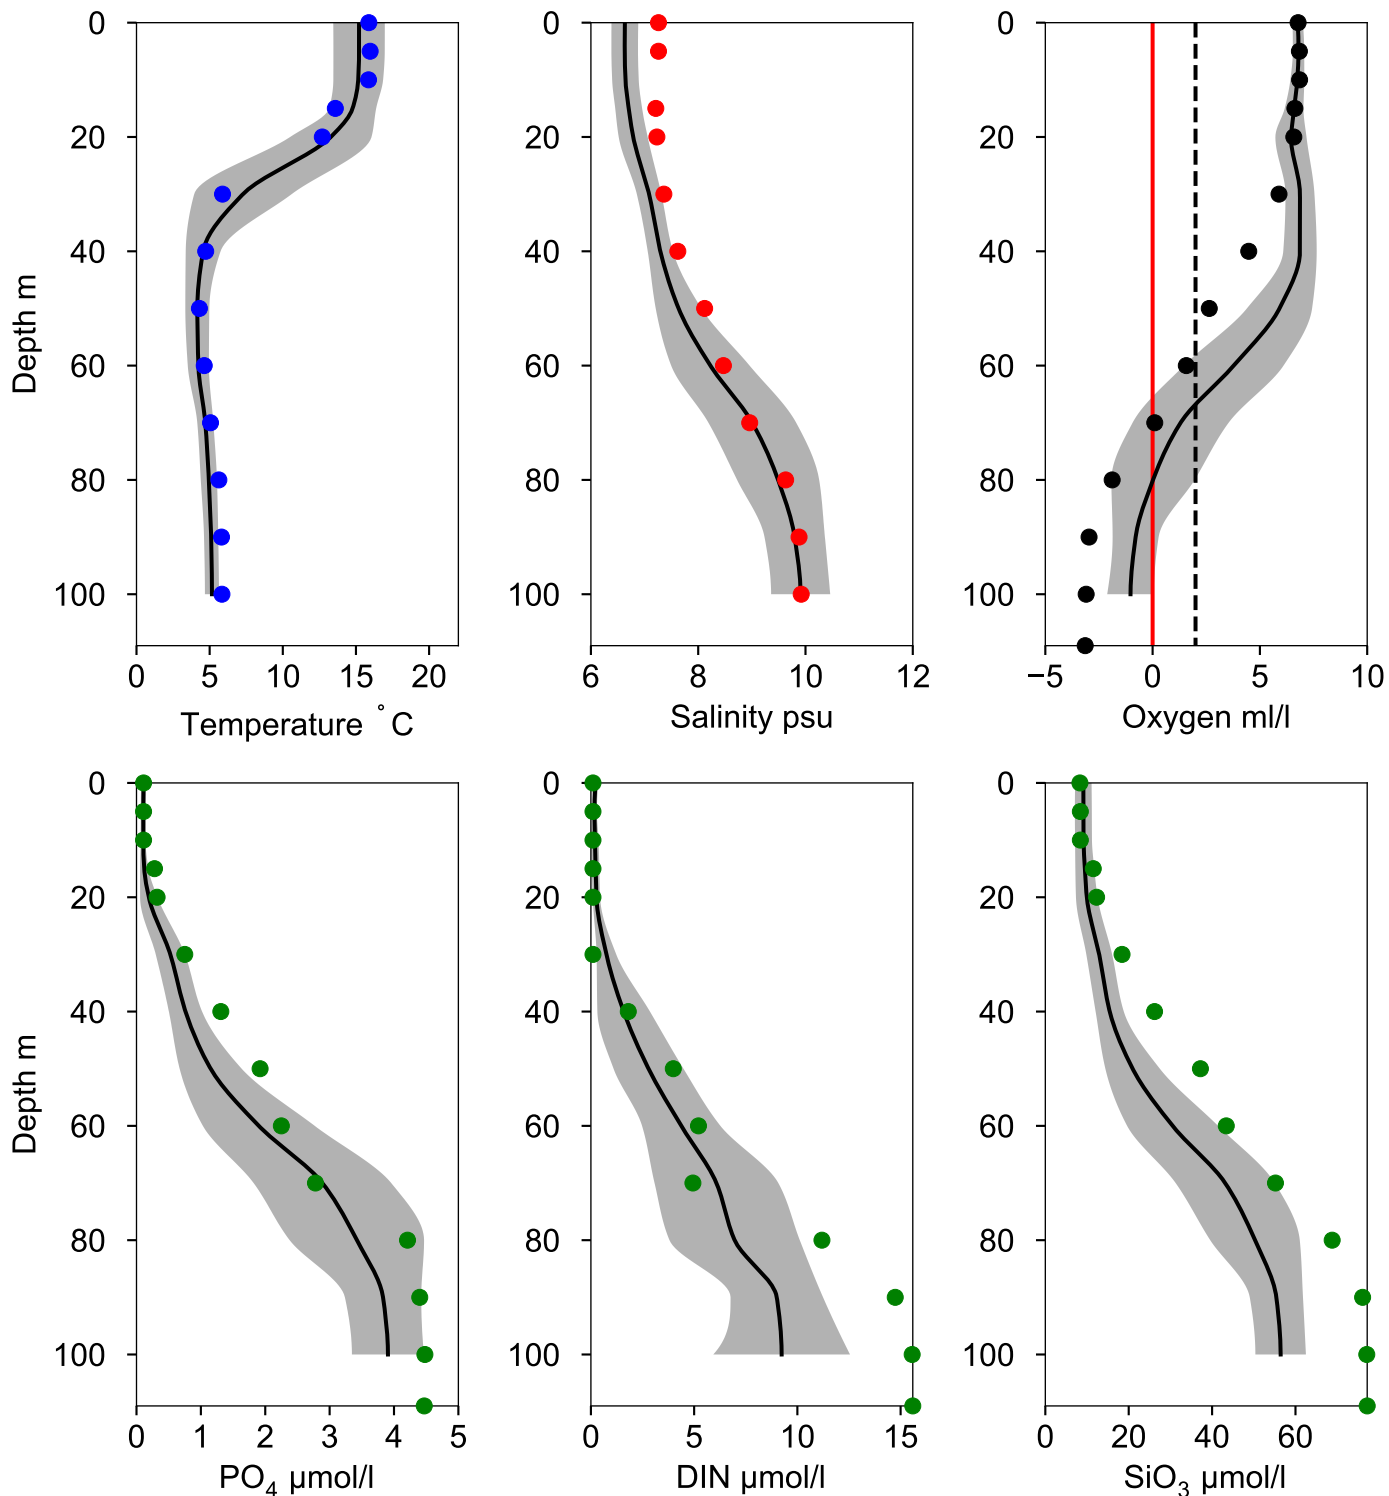 0
20
40
60
80
100
Depth m
0 5 10 15 20
Temperature °C
0
20
40
60
80
100
6 8 10 12
Salinity psu
0
20
40
60
80
100
−5 0 5 10
Oxygen ml/l
0
20
40
60
80
100
Depth m
0 1 2 3 4 5
PO₄ µmol/l
0
20
40
60
80
100
0 5 10 15
DIN µmol/l
0
20
40
60
80
100
0 20 40 60
SiO₃ µmol/l